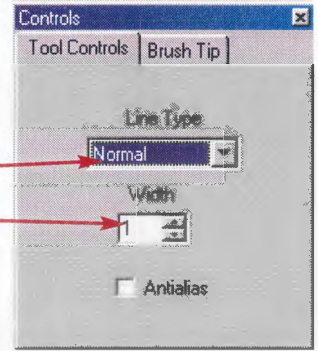 Controls
Tool Controls Brush Tip
Line Type
Normal
Width
1
Antialias